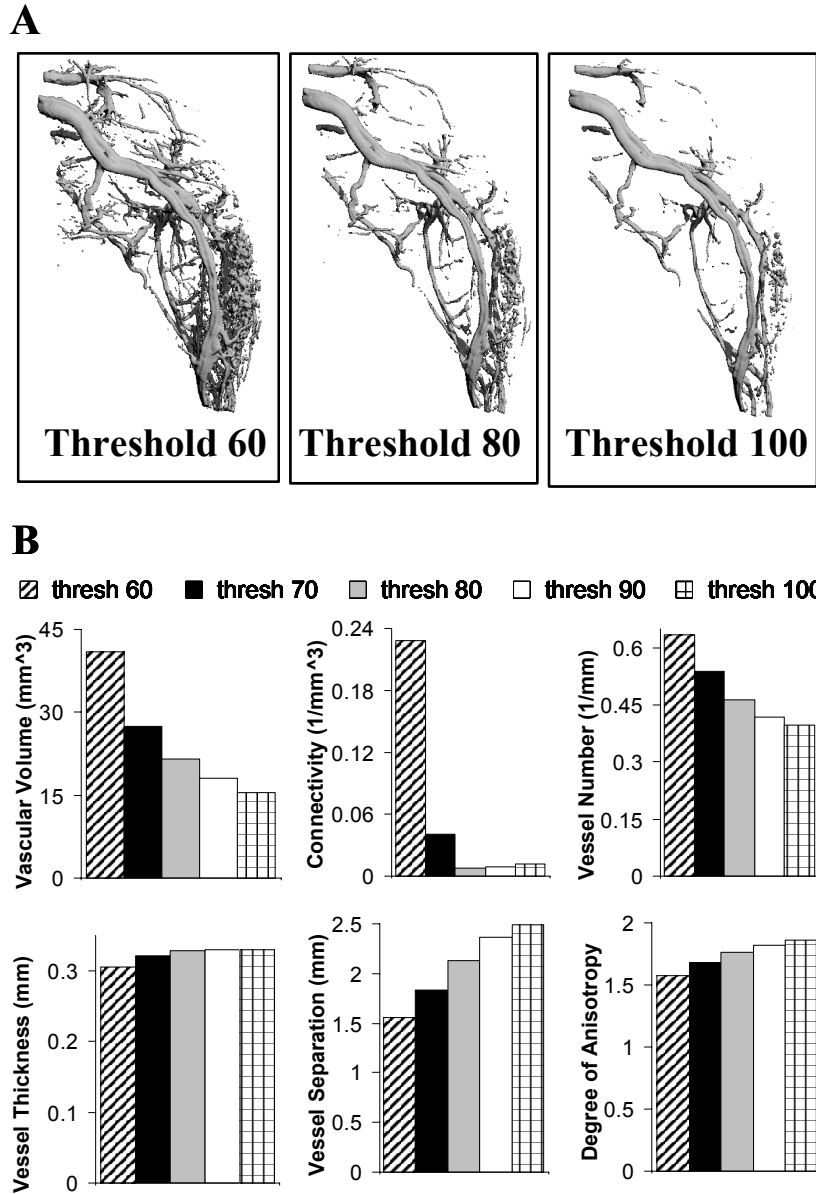 A
Threshold 60 Threshold 80 Threshold 100
B
thresh 60 thresh 70 thresh 80 thresh 90 thresh 100
Vascular Volume (mm^3)
45
30
15
0
Connectivity (1/mm^3)
0.24
0.18
0.12
0.06
0
Vessel Number (1/mm)
0.6
0.45
0.3
0.15
0
Vessel Thickness (mm)
0.3
0.2
0.1
0
Vessel Separation (mm)
2.5
2
1.5
1
0.5
0
Degree of Anisotropy
2
1.5
1
0.5
0